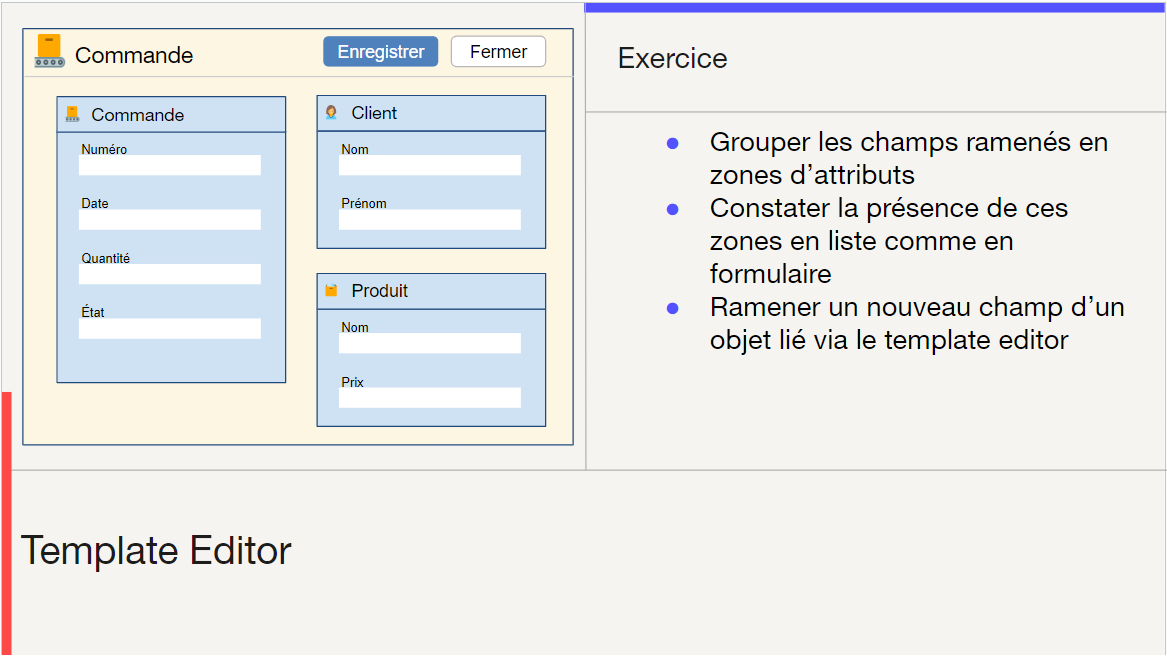 Commande
Enregistrer
Fermer
Commande
Numéro
Date
Quantité
État
Client
Nom
Prénom
Produit
Nom
Prix
Exercice
Grouper les champs ramenés en
zones d’attributs
Constater la présence de ces
zones en liste comme en
formulaire
Ramener un nouveau champ d’un
objet lié via le template editor
Template Editor